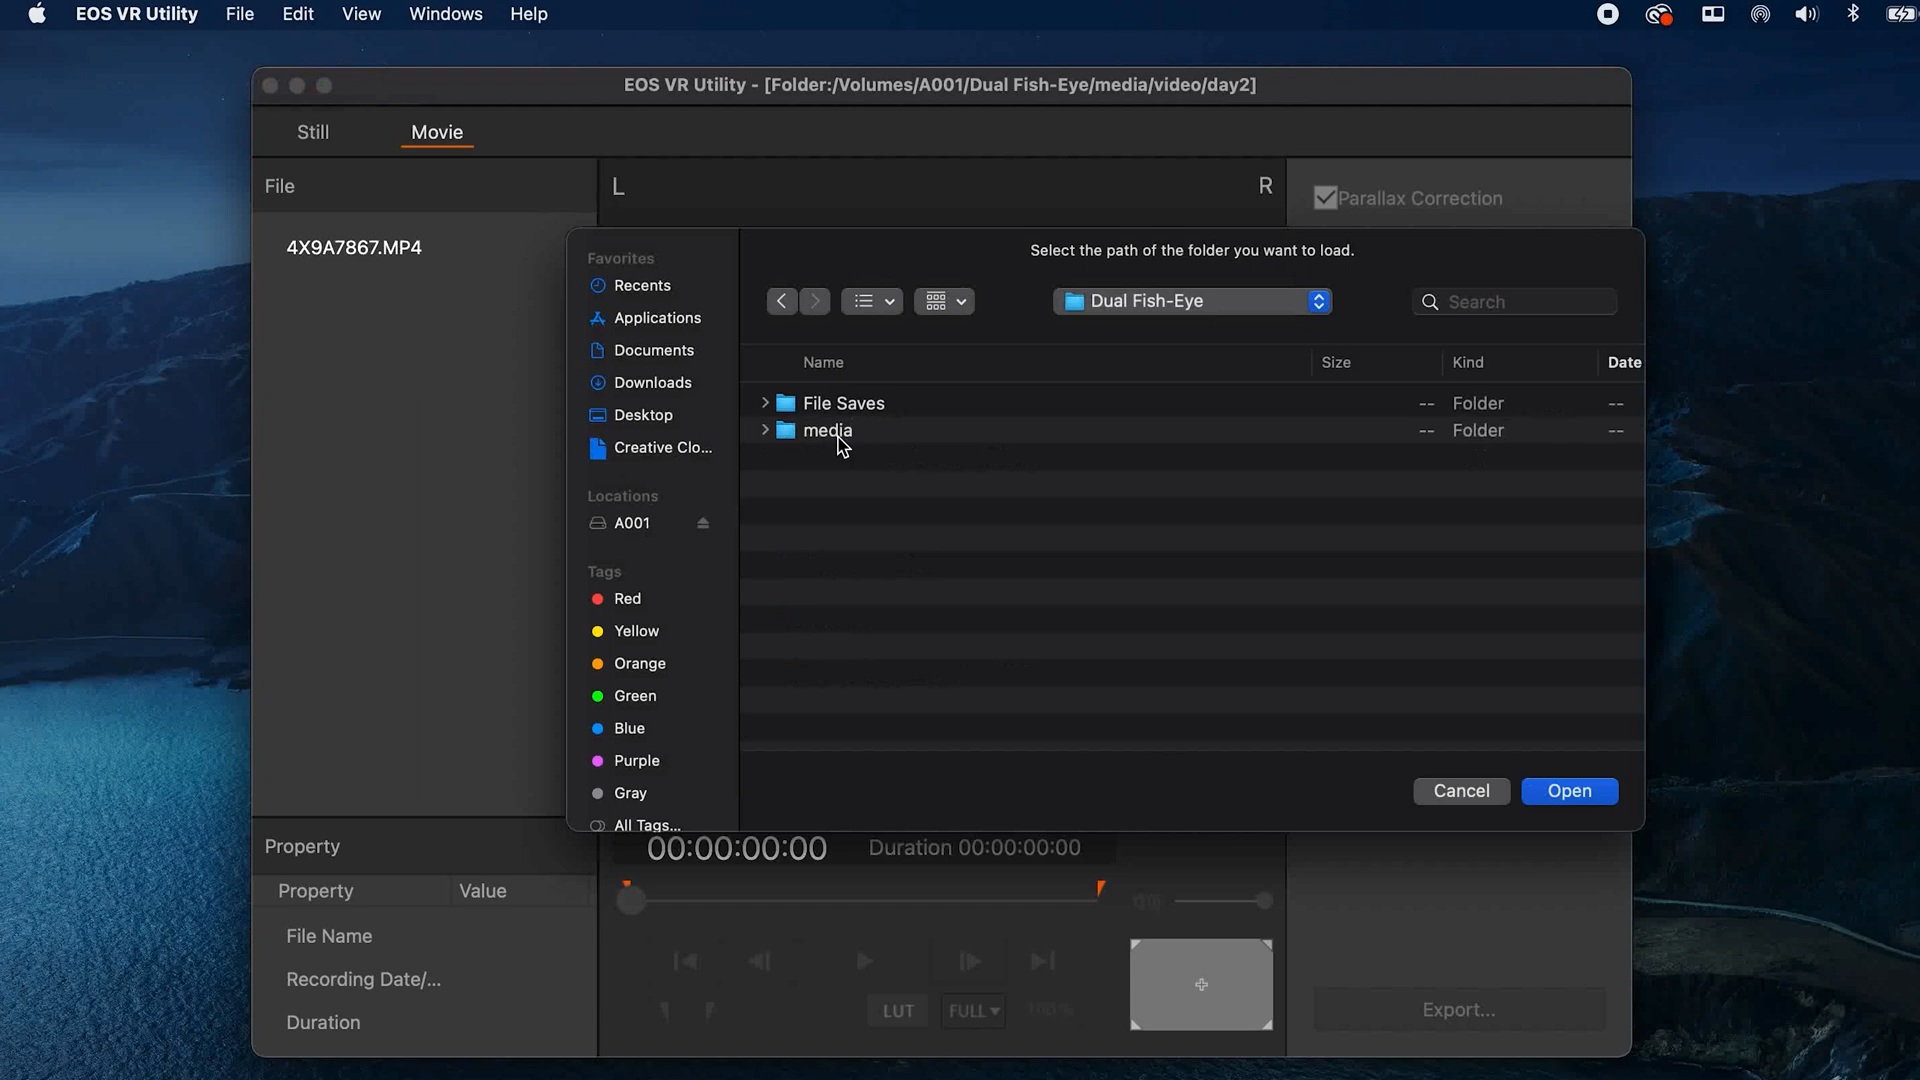 EOS VR Utility File Edit View Windows Help
EOS VR Utility - [Folder:/Volumes/A001/Dual Fish-Eye/media/video/day2]
Still Movie
File L R Parallax Correction
4X9A7867.MP4
Select the path of the folder you want to load.
Favorites
Recents
Applications
Documents
Downloads
Desktop
Creative Clo...
Locations
A001
Tags
Red
Yellow
Orange
Green
Blue
Purple
Gray
All Tags...
Dual Fish-Eye Search
Name Size Kind Date
File Saves -- Folder --
media -- Folder --
Cancel Open
Property
Property Value
File Name
Recording Date/...
Duration
00:00:00:00 Duration 00:00:00:00
LUT FULL 100%
Export...